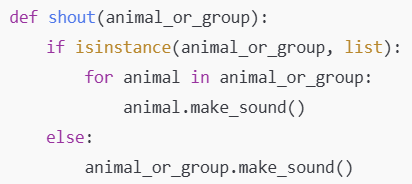 def shout(animal_or_group):
    if isinstance(animal_or_group, list):
        for animal in animal_or_group:
            animal.make_sound()
    else:
        animal_or_group.make_sound()